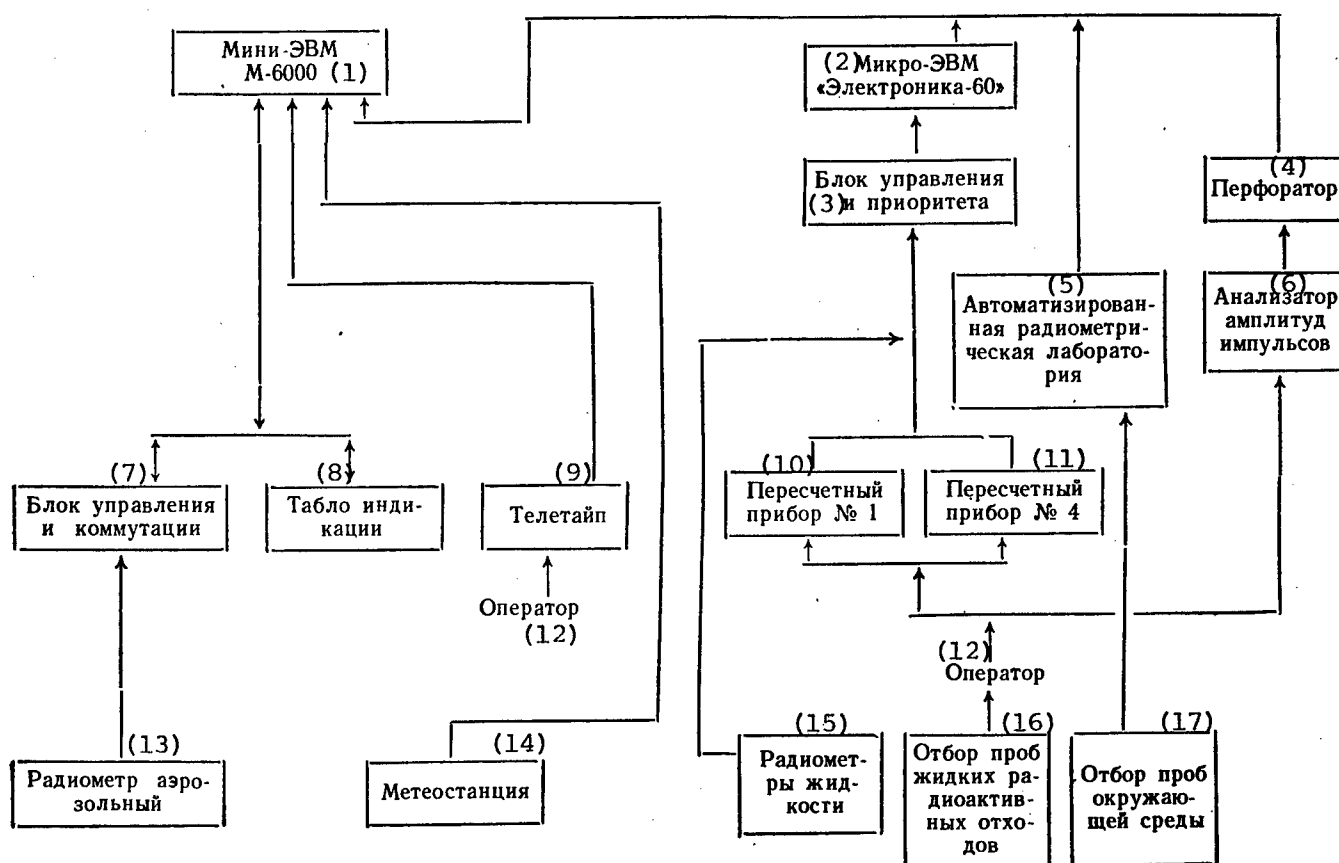 Мини-ЭВМ
М-6000 (1)
(2)Микро-ЭВМ
«Электроника-60»
Блок управления
(3)и приоритета
(4)
Перфоратор
(5)
Автоматизирован-
ная радиометри-
ческая лаборато-
рия
(6)
Анализатор
амплитуд
импульсов
(7)
Блок управления
и коммутации
(8)
Табло инди-
кации
(9)
Телетайп
(10)
Пересчетный
прибор № 1
(11)
Пересчетный
прибор № 4
Оператор
(12)
(12)
Оператор
(13)
Радиометр аэро-
зольный
(14)
Метеостанция
(15)
Радиомет-
ры жид-
кости
(16)
Отбор проб
жидких ра-
диоактив-
ных отхо-
дов
(17)
Отбор проб
окружаю-
щей среды